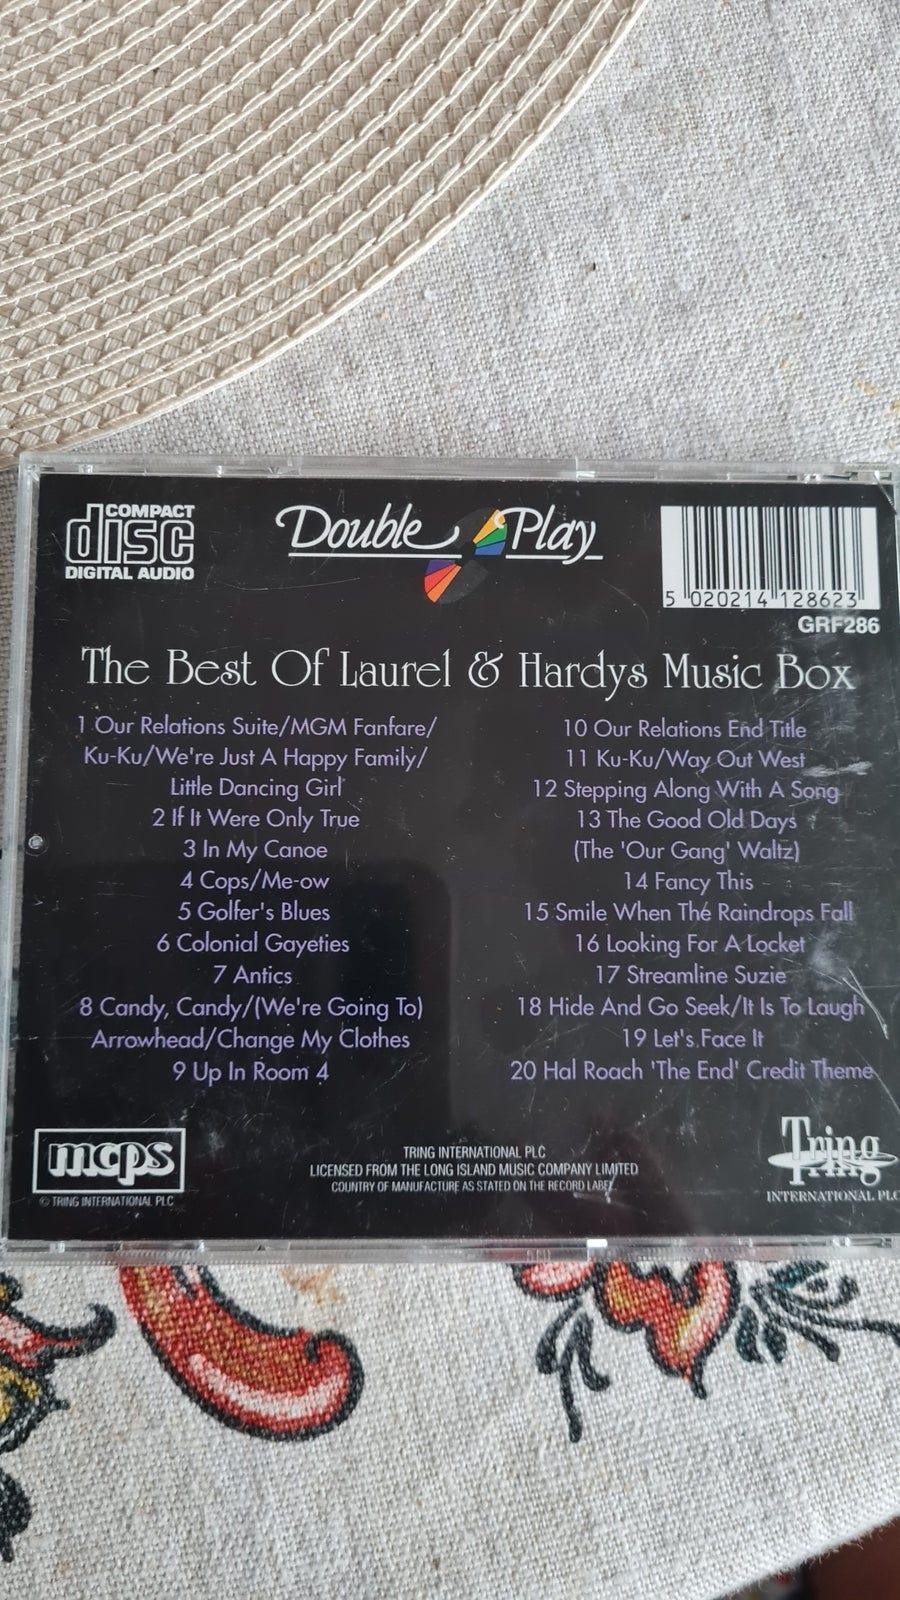 COMPACT
disc
DIGITAL AUDIO
Double Play
5 020214 128623
GRF286
The Best Of Laurel & Hardys Music Box
1 Our Relations Suite/MGM Fanfare/
Ku-Ku/We're Just A Happy Family/
Little Dancing Girl
2 If It Were Only True
3 In My Canoe
4 Cops/Me-ow
5 Golfer's Blues
6 Colonial Gayeties
7 Antics
8 Candy, Candy/(We're Going To)
Arrowhead/Change My Clothes
9 Up In Room 4
10 Our Relations End Title
11 Ku-Ku/Way Out West
12 Stepping Along With A Song
13 The Good Old Days
(The 'Our Gang' Waltz)
14 Fancy This
15 Smile When The Raindrops Fall
16 Looking For A Locket
17 Streamline Suzie
18 Hide And Go Seek/It Is To Laugh
19 Let's Face It
20 Hal Roach 'The End' Credit Theme
mcps
© TRING INTERNATIONAL PLC
TRING INTERNATIONAL PLC
LICENSED FROM THE LONG ISLAND MUSIC COMPANY LIMITED
COUNTRY OF MANUFACTURE AS STATED ON THE RECORD LABEL
Tring
INTERNATIONAL PLC